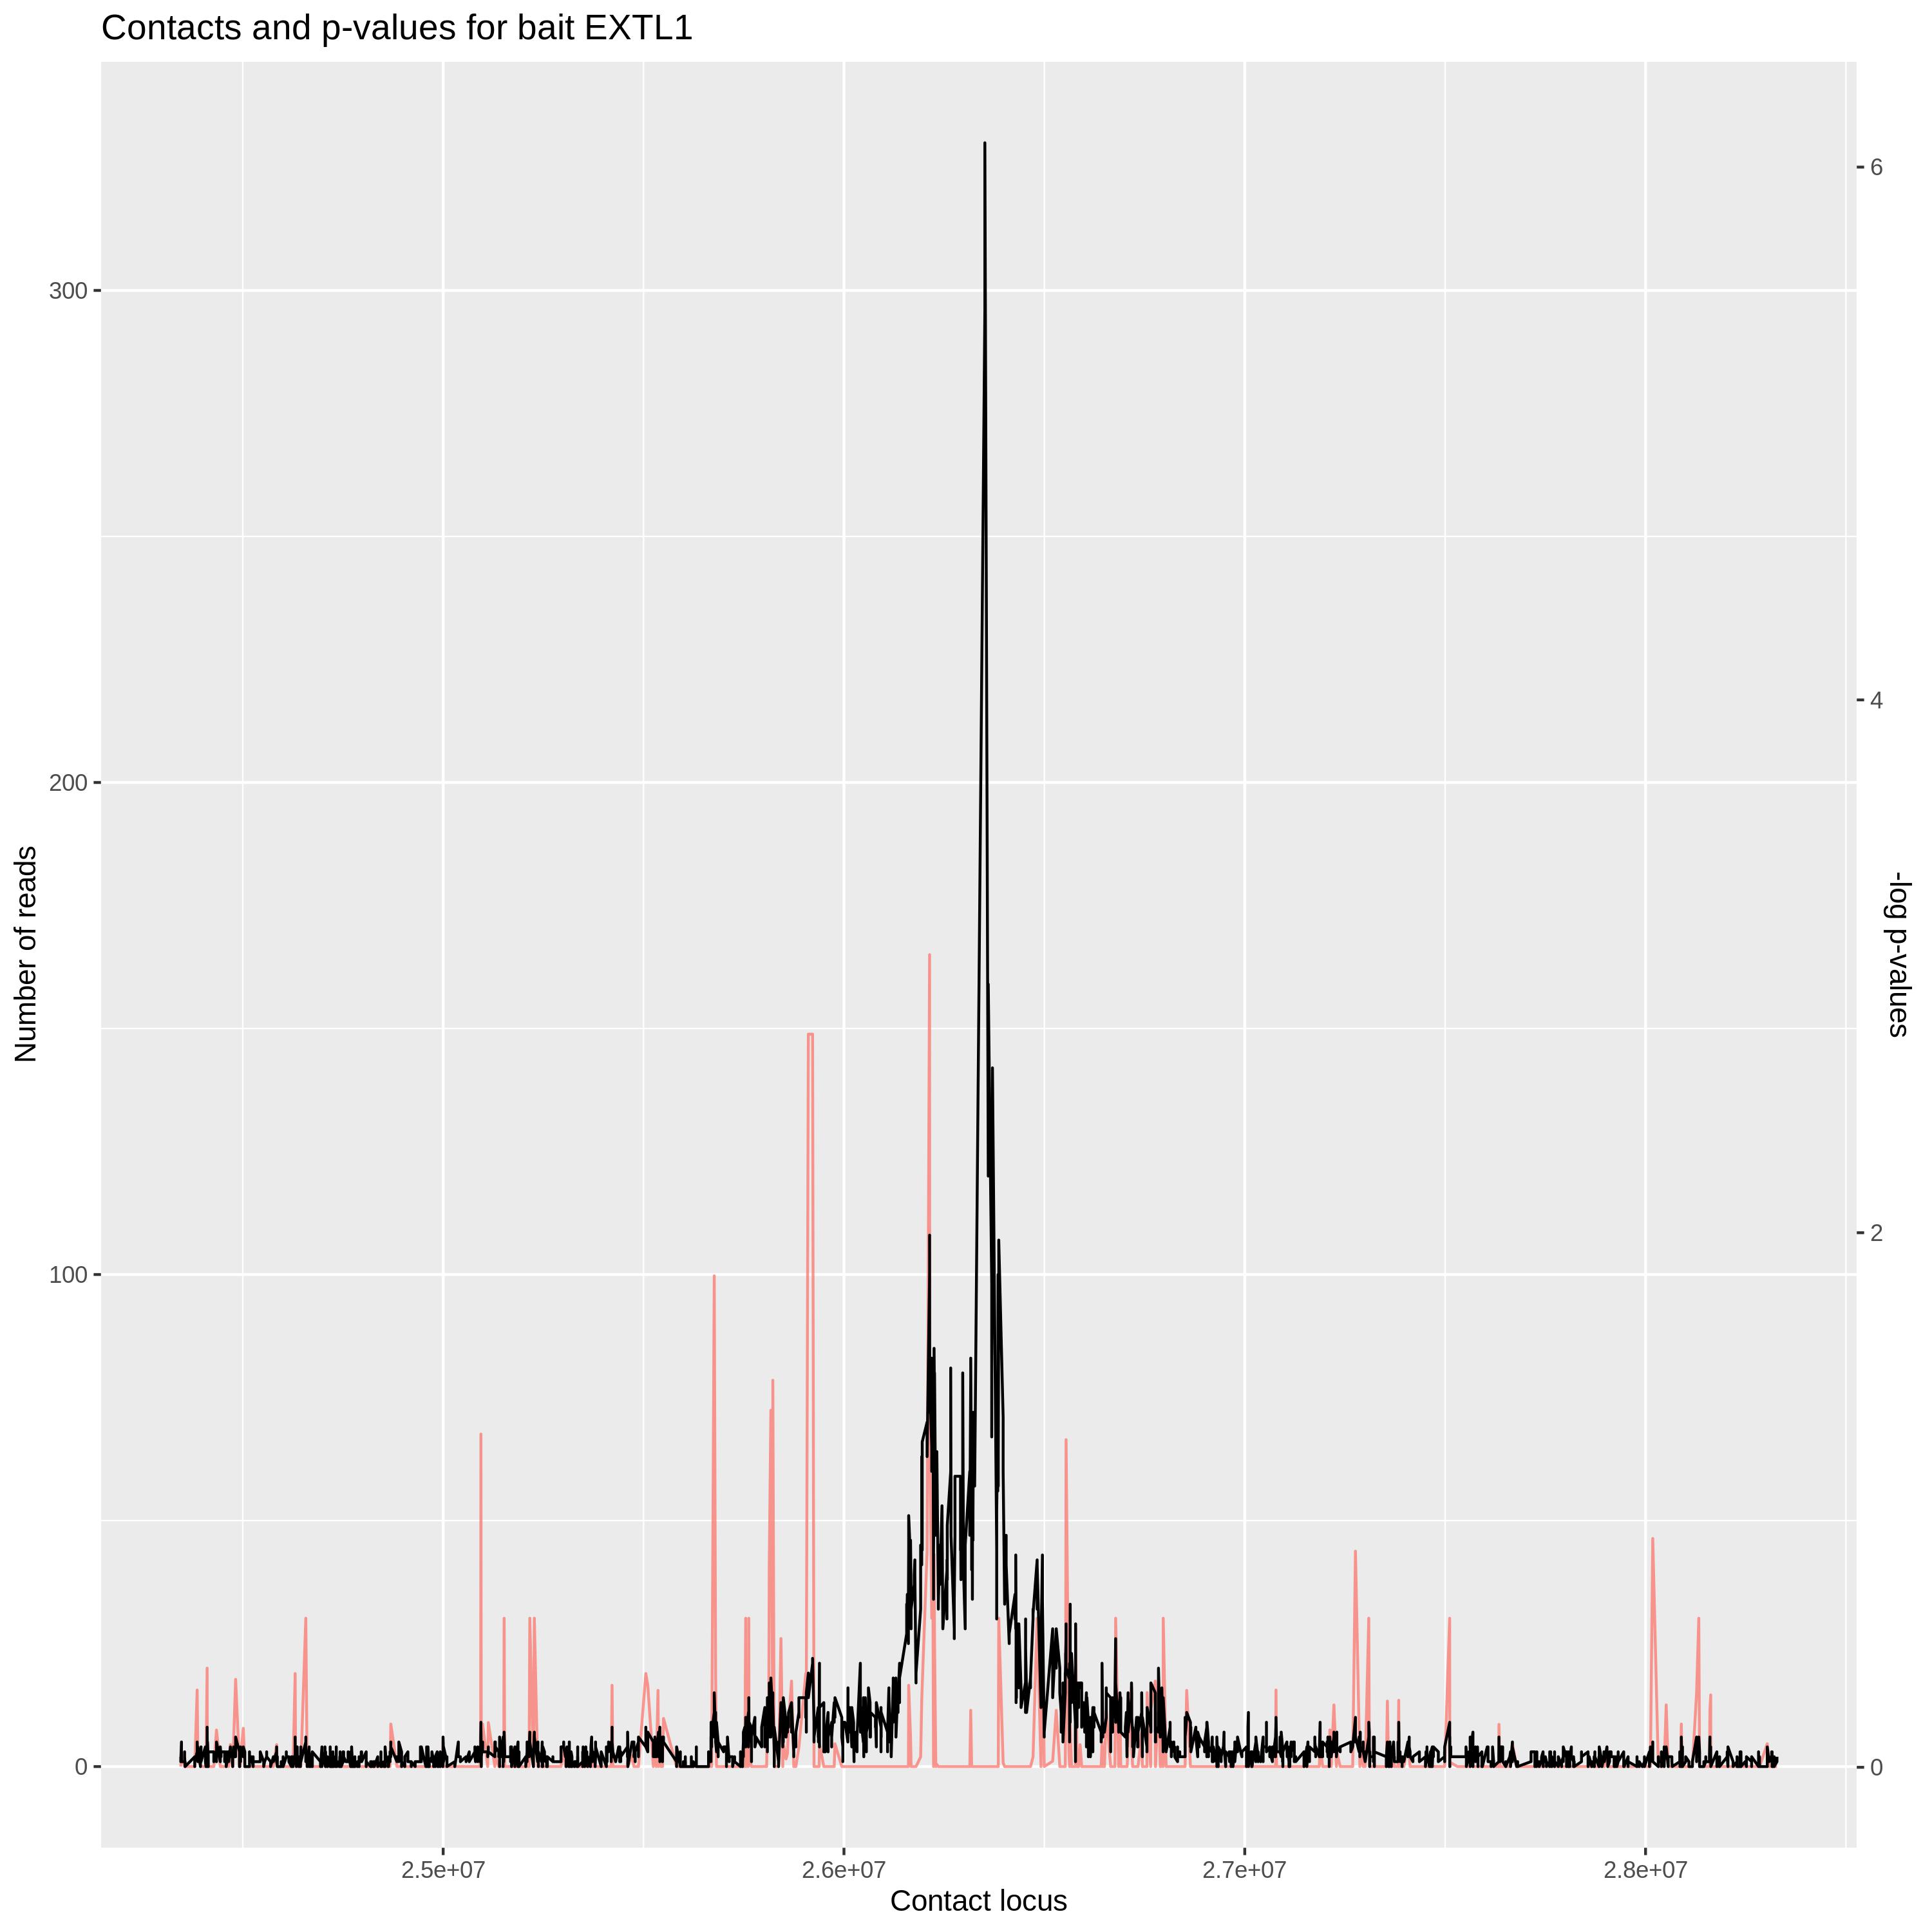 Contacts and p-values for bait EXTL1
Number of reads
300
200
100
0
6
4
2
0
-log p-values
2.5e+07 2.6e+07 2.7e+07 2.8e+07
Contact locus